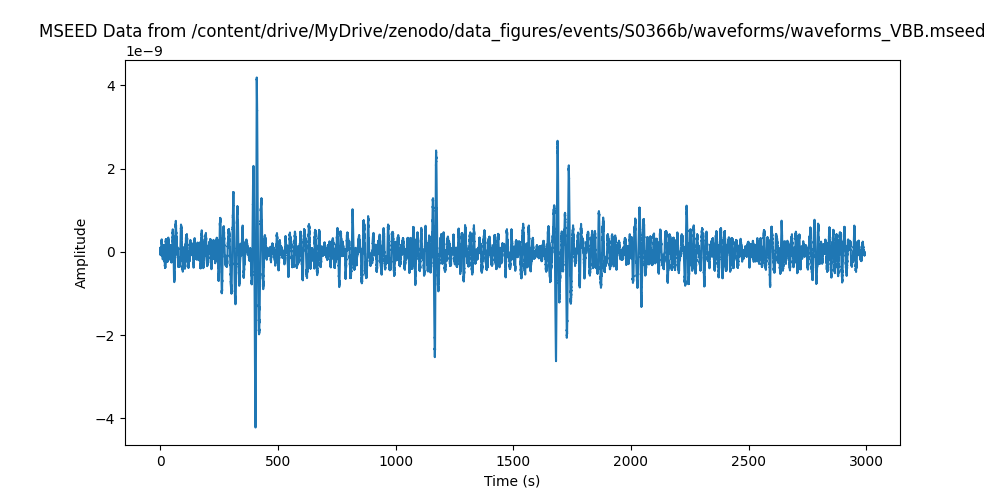 MSEED Data from /content/drive/MyDrive/zenodo/data_figures/events/S0366b/waveforms/waveforms_VBB.mseed
1e−9
4
2
0
−2
−4
Amplitude
0 500 1000 1500 2000 2500 3000
Time (s)